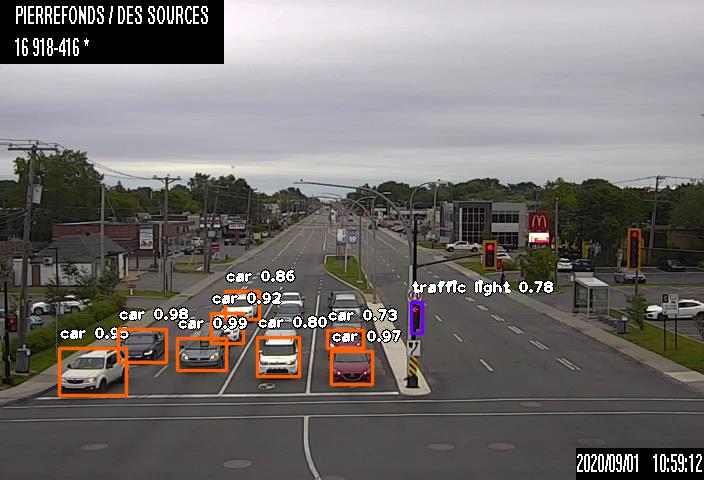 PIERREFONDS / DES SOURCES
16 918-416 *
car 0.86
car 0.92
traffic light 0.78
car 0.98
car 0.99
car 0.80
car 0.73
car 0.95
car 0.97
2020/09/01 10:59:12